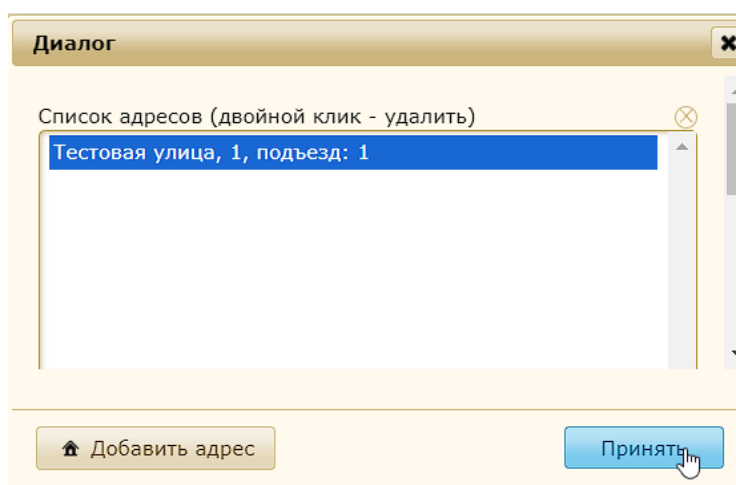 Диалог
Список адресов (двойной клик - удалить)
Тестовая улица, 1, подъезд: 1
Добавить адрес
Принять